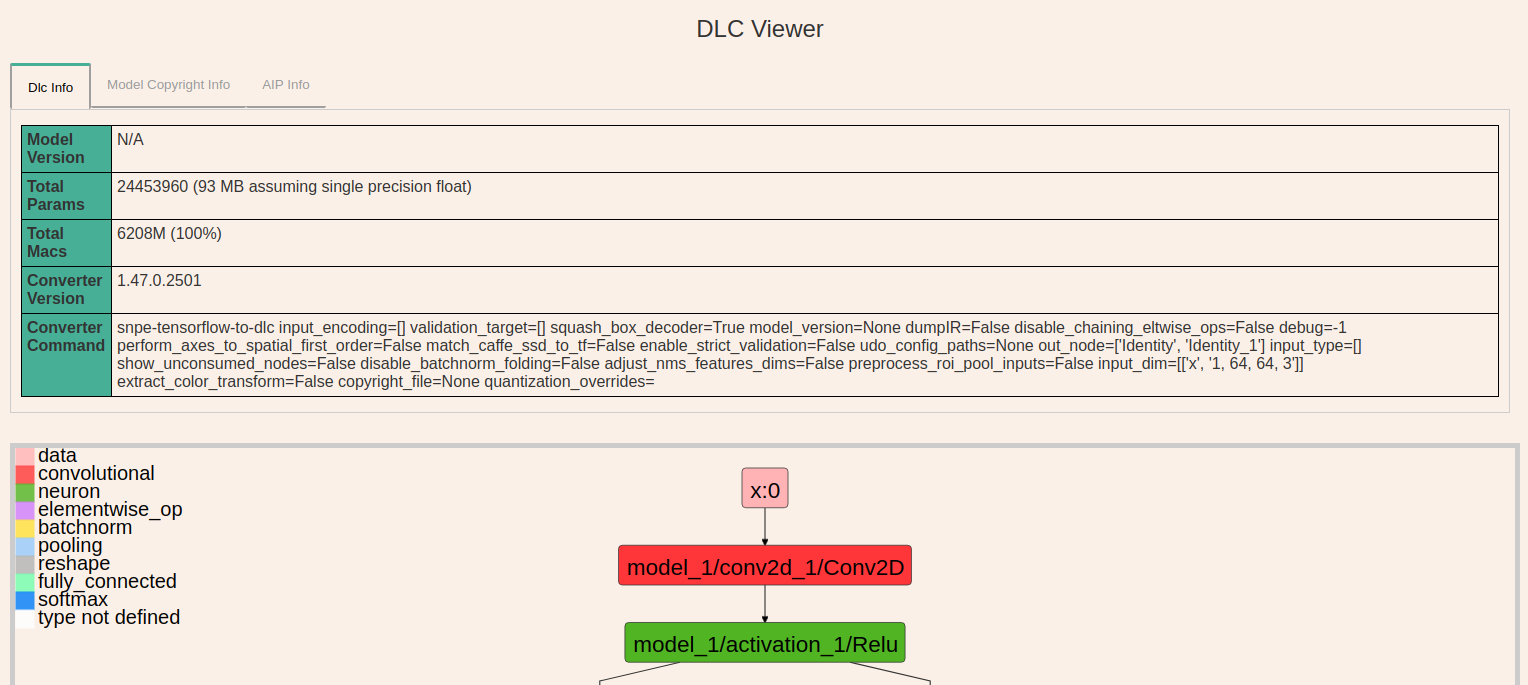 DLC Viewer
Dlc Info
Model Copyright Info
AIP Info
Model
Version
N/A
Total
Params
24453960 (93 MB assuming single precision float)
Total
Macs
6208M (100%)
Converter
Version
1.47.0.2501
Converter
Command
snpe-tensorflow-to-dlc input_encoding=[] validation_target=[] squash_box_decoder=True model_version=None dumpIR=False disable_chaining_eltwise_ops=False debug=-1
perform_axes_to_spatial_first_order=False match_caffe_ssd_to_tf=False enable_strict_validation=False udo_config_paths=None out_node=['Identity', 'Identity_1'] input_type=[]
show_unconsumed_nodes=False disable_batchnorm_folding=False adjust_nms_features_dims=False preprocess_roi_pool_inputs=False input_dim=[['x', '1, 64, 64, 3']]
extract_color_transform=False copyright_file=None quantization_overrides=
data
convolutional
neuron
elementwise_op
batchnorm
pooling
reshape
fully_connected
softmax
type not defined
x:0
model_1/conv2d_1/Conv2D
model_1/activation_1/Relu